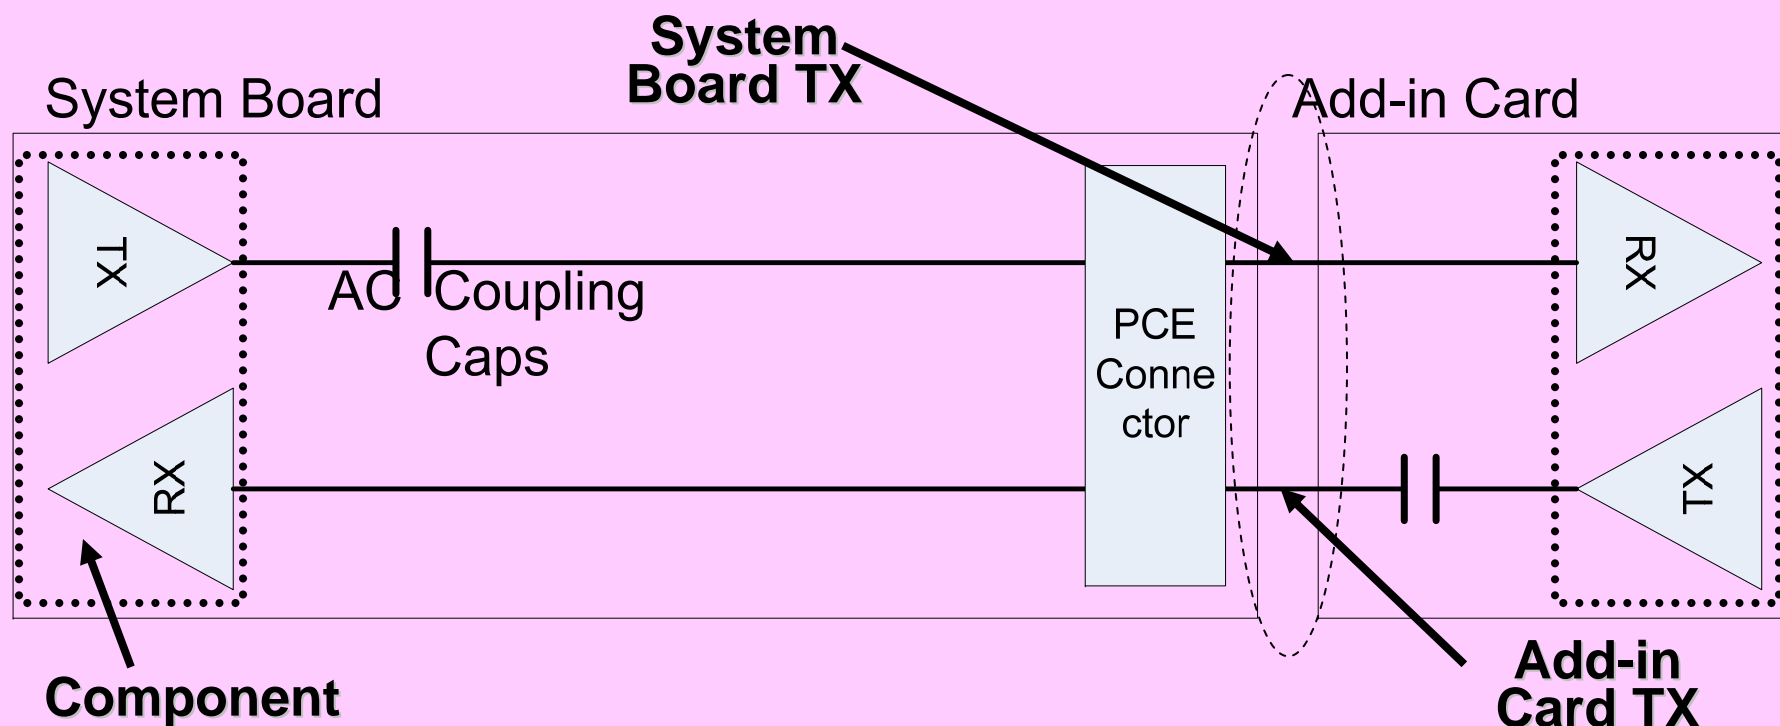 System
Board TX
System Board
Add-in Card
TX
RX
AC Coupling
Caps
PCE
Conne
ctor
RX
TX
Component
Add-in
Card TX